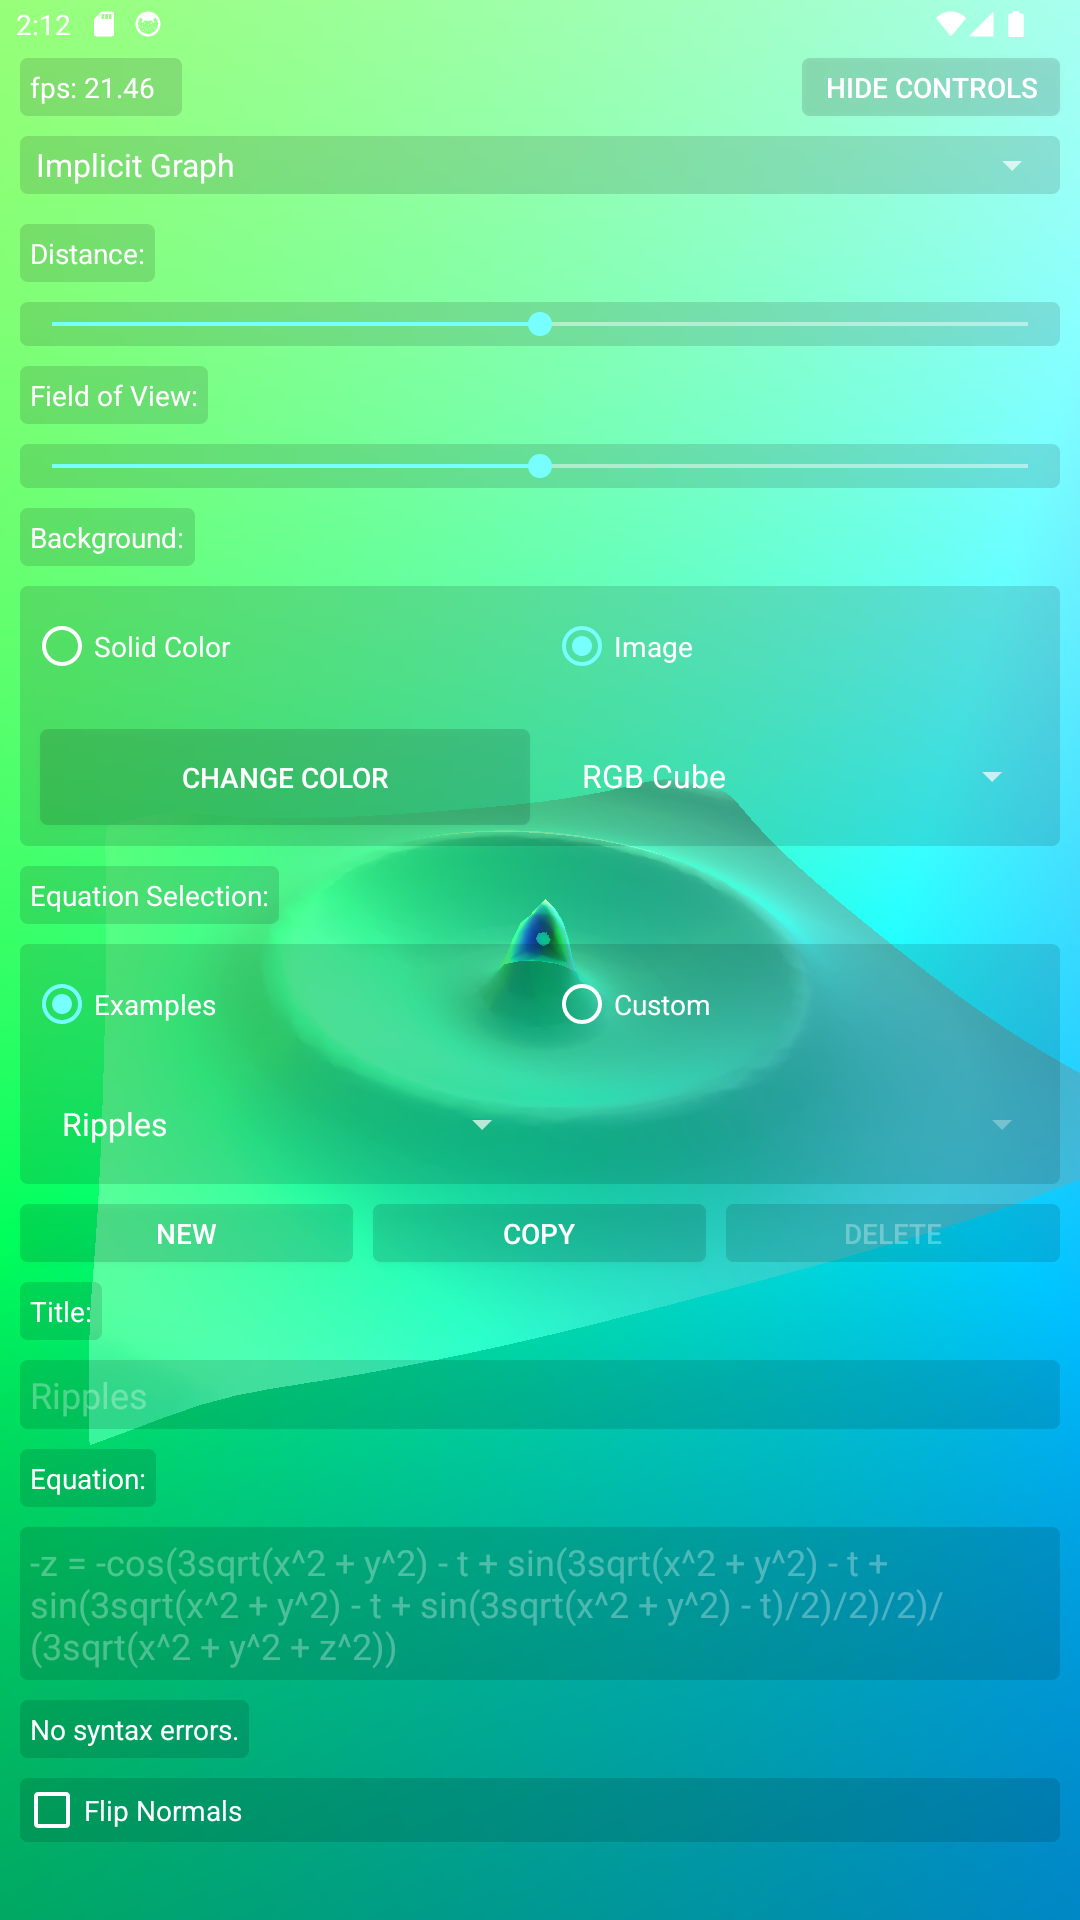 2:12
fps: 21.46
HIDE CONTROLS
Implicit Graph
Distance:
Field of View:
Background:
Solid Color
Image
CHANGE COLOR
RGB Cube
Equation Selection:
Examples
Custom
Ripples
NEW
COPY
DELETE
Title:
Ripples
Equation:
-z = -cos(3sqrt(x^2 + y^2) - t + sin(3sqrt(x^2 + y^2) - t +
sin(3sqrt(x^2 + y^2) - t + sin(3sqrt(x^2 + y^2) - t)/2)/2)/2)/
(3sqrt(x^2 + y^2 + z^2))
No syntax errors.
Flip Normals